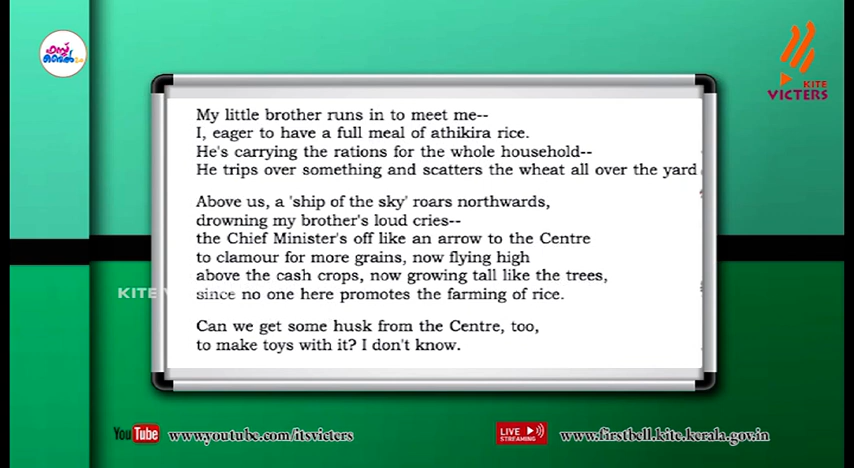 ഫസ്റ്റ്
ബെൽ 2.0
KITE
VICTERS
My little brother runs in to meet me--
I, eager to have a full meal of athikira rice.
He's carrying the rations for the whole household--
He trips over something and scatters the wheat all over the yard
Above us, a 'ship of the sky' roars northwards,
drowning my brother's loud cries--
the Chief Minister's off like an arrow to the Centre
to clamour for more grains, now flying high
above the cash crops, now growing tall like the trees,
since no one here promotes the farming of rice.
KITE
Can we get some husk from the Centre, too,
to make toys with it? I don't know.
YouTube www.youtube.com/itsvicters
LIVE STREAMING www.firstbell.kite.kerala.gov.in